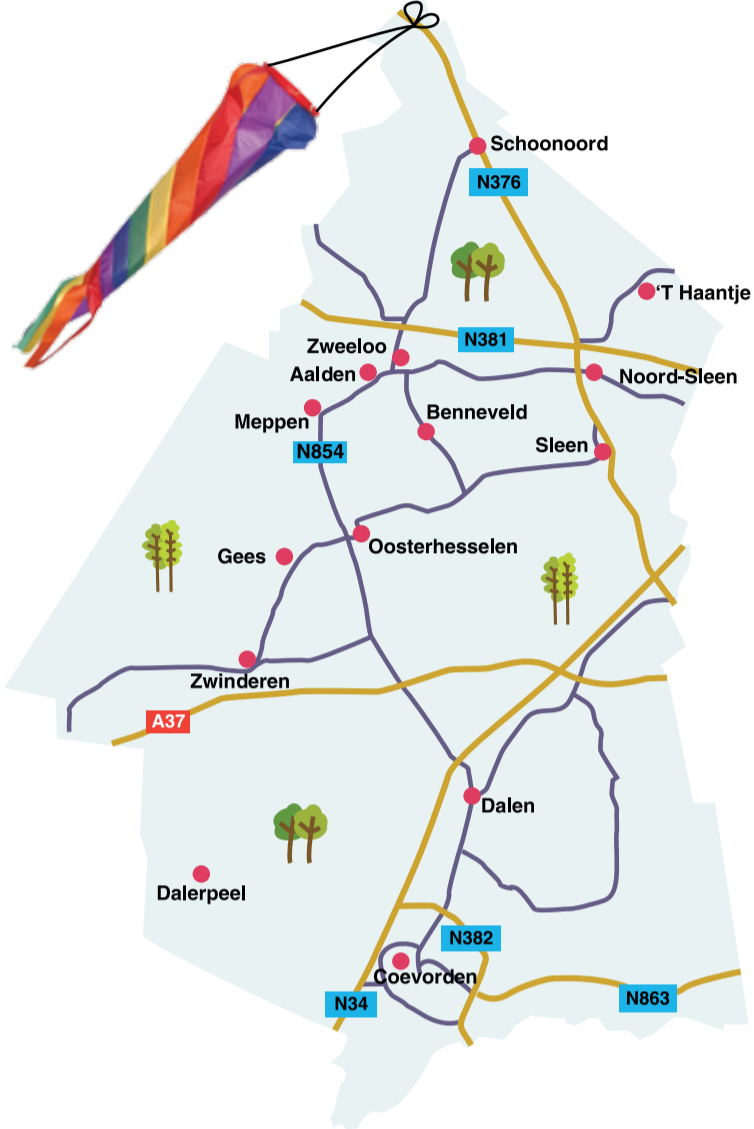 Schoonoord
N376
'T Haantje
N381
Zweeloo
Aalden
Noord-Sleen
Meppen
Benneveld
Sleen
N854
Oosterhesselen
Gees
Zwinderen
A37
Dalen
Dalerpeel
N382
Coevorden
N34
N863